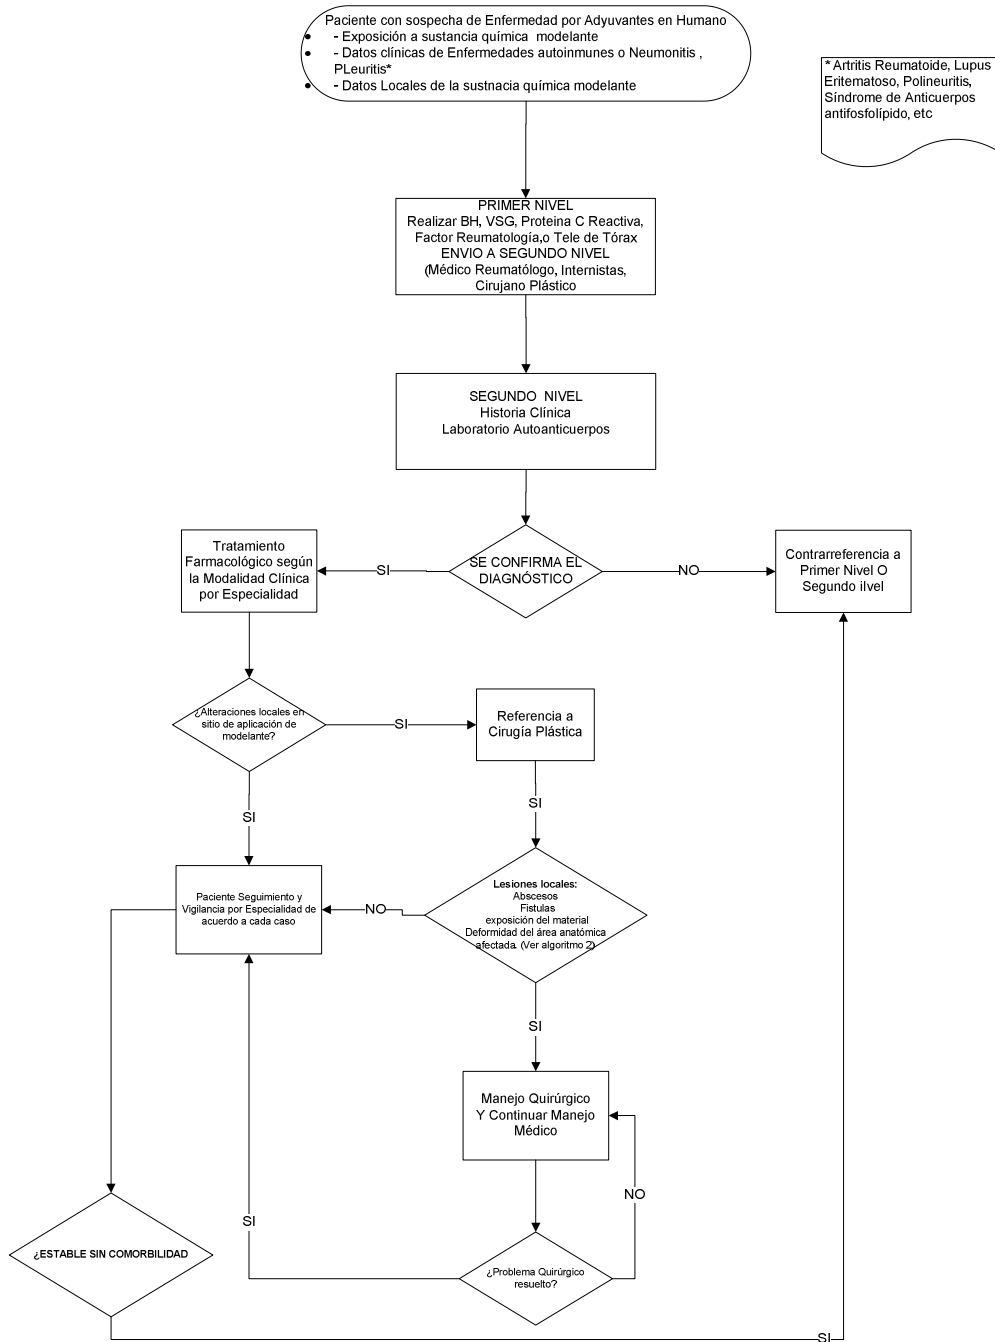 Paciente con sospecha de Enfermedad por Adyuvantes en Humano
- Exposición a sustancia química modelante
- Datos clínicas de Enfermedades autoinmunes o Neumonitis ,
PLeuritis*
- Datos Locales de la sustnacia química modelante
* Artritis Reumatoide, Lupus
Eritematoso, Polineuritis,
Síndrome de Anticuerpos
antifosfolípido, etc
PRIMER NIVEL
Realizar BH, VSG, Proteina C Reactiva,
Factor Reumatología,o Tele de Tórax
ENVIO A SEGUNDO NIVEL
(Médico Reumatólogo, Internistas,
Cirujano Plástico
SEGUNDO NIVEL
Historia Clínica
Laboratorio Autoanticuerpos
SE CONFIRMA EL
DIAGNÓSTICO
SI
NO
Tratamiento
Farmacológico según
la Modalidad Clínica
por Especialidad
Contrarreferencia a
Primer Nivel O
Segundo ilvel
¿Alteraciones locales en
sitio de aplicación de
modelante?
SI
Referencia a
Cirugía Plástica
SI
SI
Lesiones locales:
Abscesos
Fistulas
exposición del material
Deformidad del área anatómica
afectada. (Ver algoritmo 2)
NO
Paciente Seguimiento y
Vigilancia por Especialidad de
acuerdo a cada caso
SI
Manejo Quirúrgico
Y Continuar Manejo
Médico
NO
SI
¿Problema Quirúrgico
resuelto?
¿ESTABLE SIN COMORBILIDAD
SI